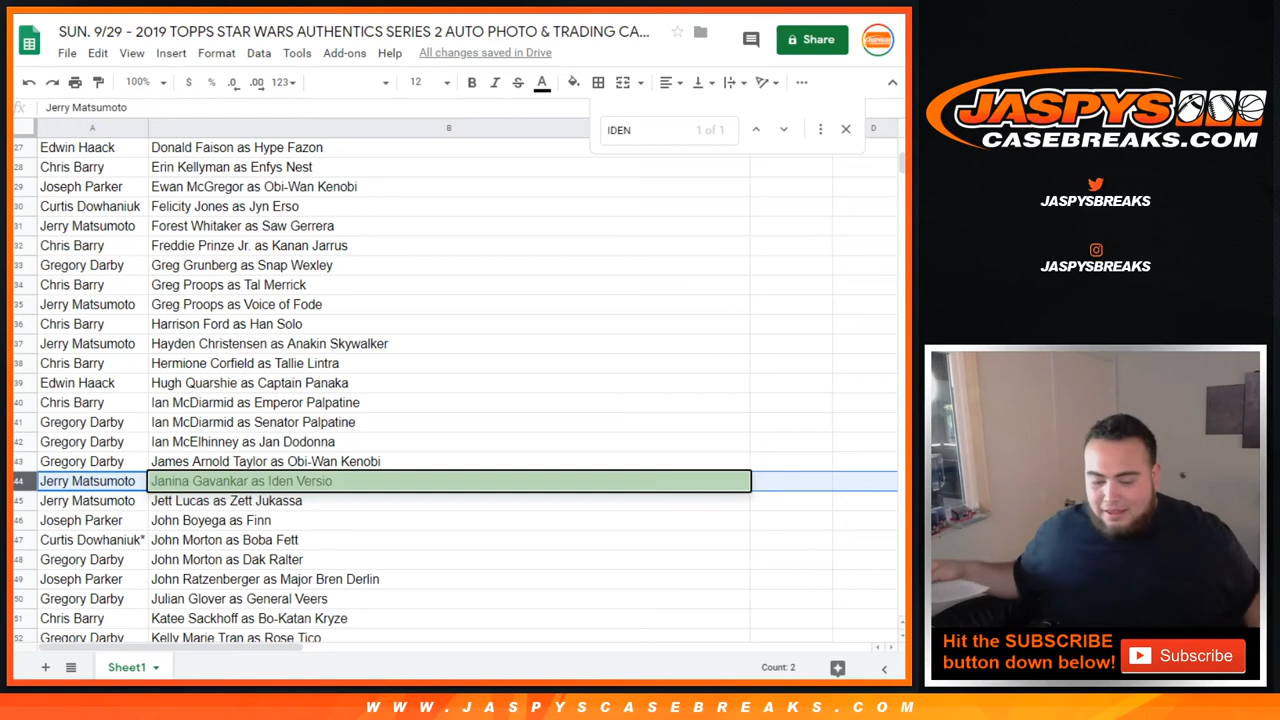 SUN. 9/29 - 2019 TOPPS STAR WARS AUTHENTICS SERIES 2 AUTO PHOTO & TRADING CA...
File Edit View Insert Format Data Tools Add-ons Help All changes saved in Drive
Share
100% $ % .0 .00 123 12 B I S A
fx Jerry Matsumoto
IDEN 1 of 1
A B D
27 Edwin Haack Donald Faison as Hype Fazon
28 Chris Barry Erin Kellyman as Enfys Nest
29 Joseph Parker Ewan McGregor as Obi-Wan Kenobi
30 Curtis Dowhaniuk Felicity Jones as Jyn Erso
31 Jerry Matsumoto Forest Whitaker as Saw Gerrera
32 Chris Barry Freddie Prinze Jr. as Kanan Jarrus
33 Gregory Darby Greg Grunberg as Snap Wexley
34 Chris Barry Greg Proops as Tal Merrick
35 Jerry Matsumoto Greg Proops as Voice of Fode
36 Chris Barry Harrison Ford as Han Solo
37 Jerry Matsumoto Hayden Christensen as Anakin Skywalker
38 Chris Barry Hermione Corfield as Tallie Lintra
39 Edwin Haack Hugh Quarshie as Captain Panaka
40 Chris Barry Ian McDiarmid as Emperor Palpatine
41 Gregory Darby Ian McDiarmid as Senator Palpatine
42 Gregory Darby Ian McElhinney as Jan Dodonna
43 Gregory Darby James Arnold Taylor as Obi-Wan Kenobi
44 Jerry Matsumoto Janina Gavankar as Iden Versio
45 Jerry Matsumoto Jett Lucas as Zett Jukassa
46 Joseph Parker John Boyega as Finn
47 Curtis Dowhaniuk* John Morton as Boba Fett
48 Gregory Darby John Morton as Dak Ralter
49 Joseph Parker John Ratzenberger as Major Bren Derlin
50 Gregory Darby Julian Glover as General Veers
51 Chris Barry Katee Sackhoff as Bo-Katan Kryze
52 Gregory Darby Kelly Marie Tran as Rose Tico
Sheet1
Count: 2
JASPYS
CASEBREAKS.COM
JASPYSBREAKS
JASPYSBREAKS
Hit the SUBSCRIBE
button down below!
Subscribe
WWW.JASPYSCASEBREAKS.COM